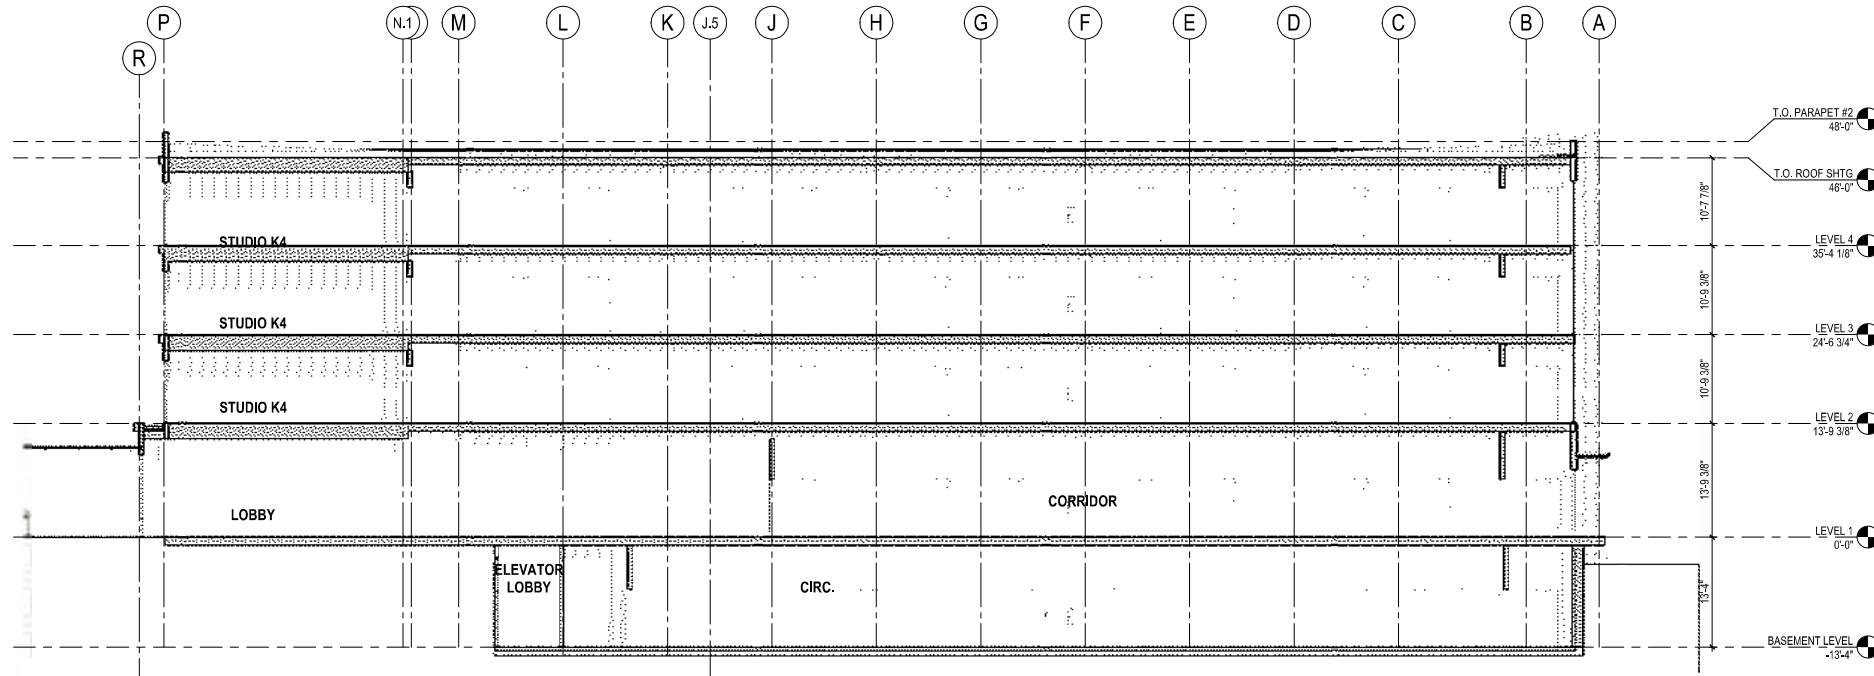 P
N.1
M
L
K
J.5
J
H
G
F
E
D
C
B
A
R
T.O. PARAPET #2
48'-0"
T.O. ROOF SHTG
46'-0"
10'-7 7/8"
STUDIO K4
LEVEL 4
35'-4 1/8"
10'-9 3/8"
STUDIO K4
LEVEL 3
24'-6 3/4"
10'-9 3/8"
STUDIO K4
LEVEL 2
13'-9 3/8"
13'-9 3/8"
CORRIDOR
LOBBY
LEVEL 1
0'-0"
ELEVATOR
LOBBY
CIRC.
13'-4"
BASEMENT LEVEL
-13'-4"